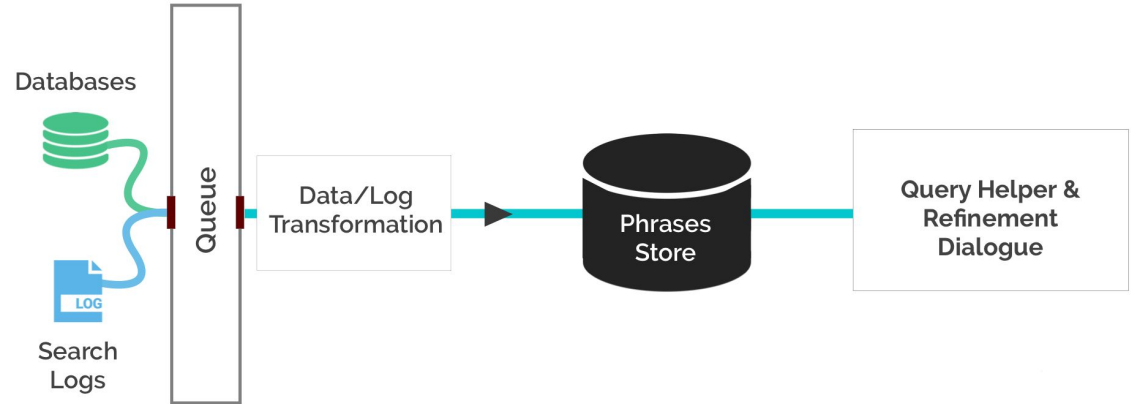 Databases
LOG
Search
Logs
Queue
Data/Log
Transformation
Phrases
Store
Query Helper &
Refinement
Dialogue